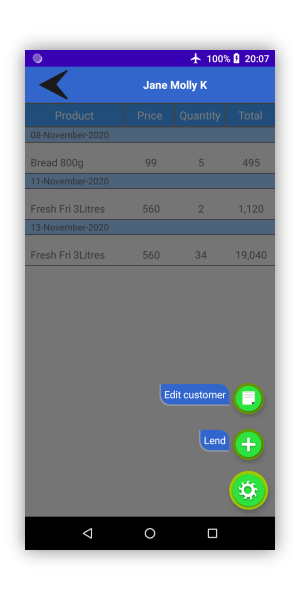 100% 20:07
Jane Molly K
Product Price Quantity Total
08-November-2020
Bread 800g 99 5 495
11-November-2020
Fresh Fri 3Litres 560 2 1,120
13-November-2020
Fresh Fri 3Litres 560 34 19,040
Edit customer
Lend